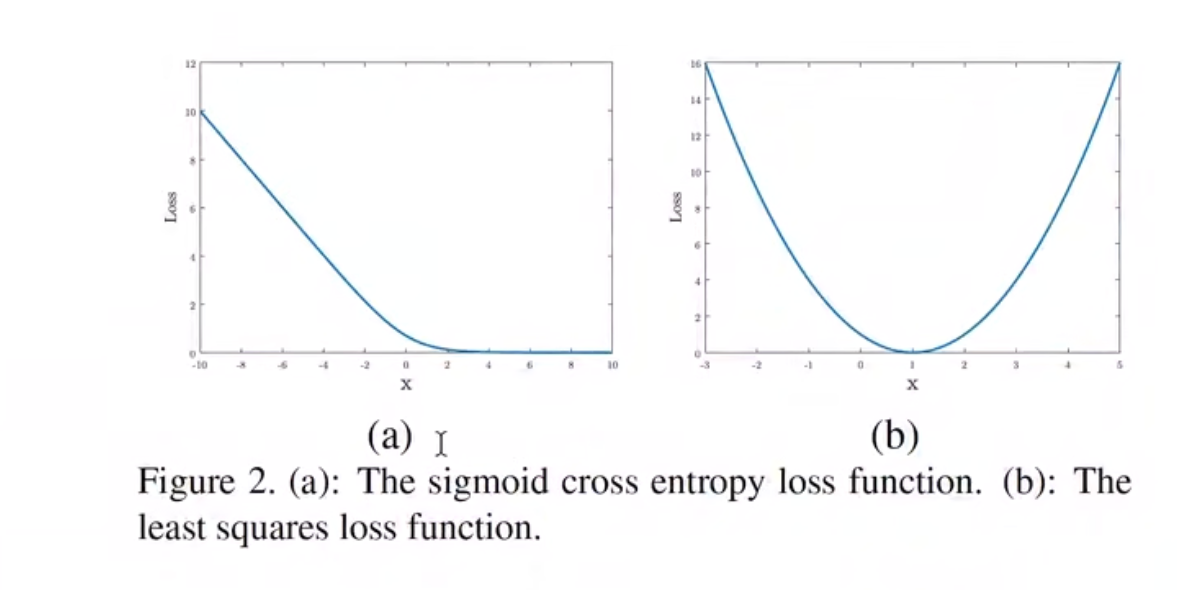 12
10
8
6
4
2
0
Loss
-10 -8 -6 -4 -2 0 2 4 6 8 10
x
(a)
16
14
12
10
8
6
4
2
0
Loss
-3 -2 -1 0 1 2 3 4 5
x
(b)
Figure 2. (a): The sigmoid cross entropy loss function. (b): The
least squares loss function.